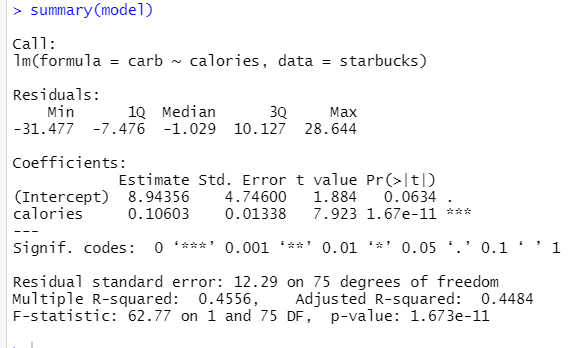 > summary(model)
Call:
lm(formula = carb ~ calories, data = starbucks)
Residuals:
    Min      1Q  Median      3Q     Max
-31.477  -7.476  -1.029  10.127  28.644
Coefficients:
            Estimate Std. Error t value Pr(>|t|)
(Intercept)  8.94356    4.74600   1.884   0.0634 .
calories     0.10603    0.01338   7.923 1.67e-11 ***
---
Signif. codes:  0 ‘***’ 0.001 ‘**’ 0.01 ‘*’ 0.05 ‘.’ 0.1 ‘ ’ 1
Residual standard error: 12.29 on 75 degrees of freedom
Multiple R-squared:  0.4556,    Adjusted R-squared:  0.4484
F-statistic: 62.77 on 1 and 75 DF,  p-value: 1.673e-11